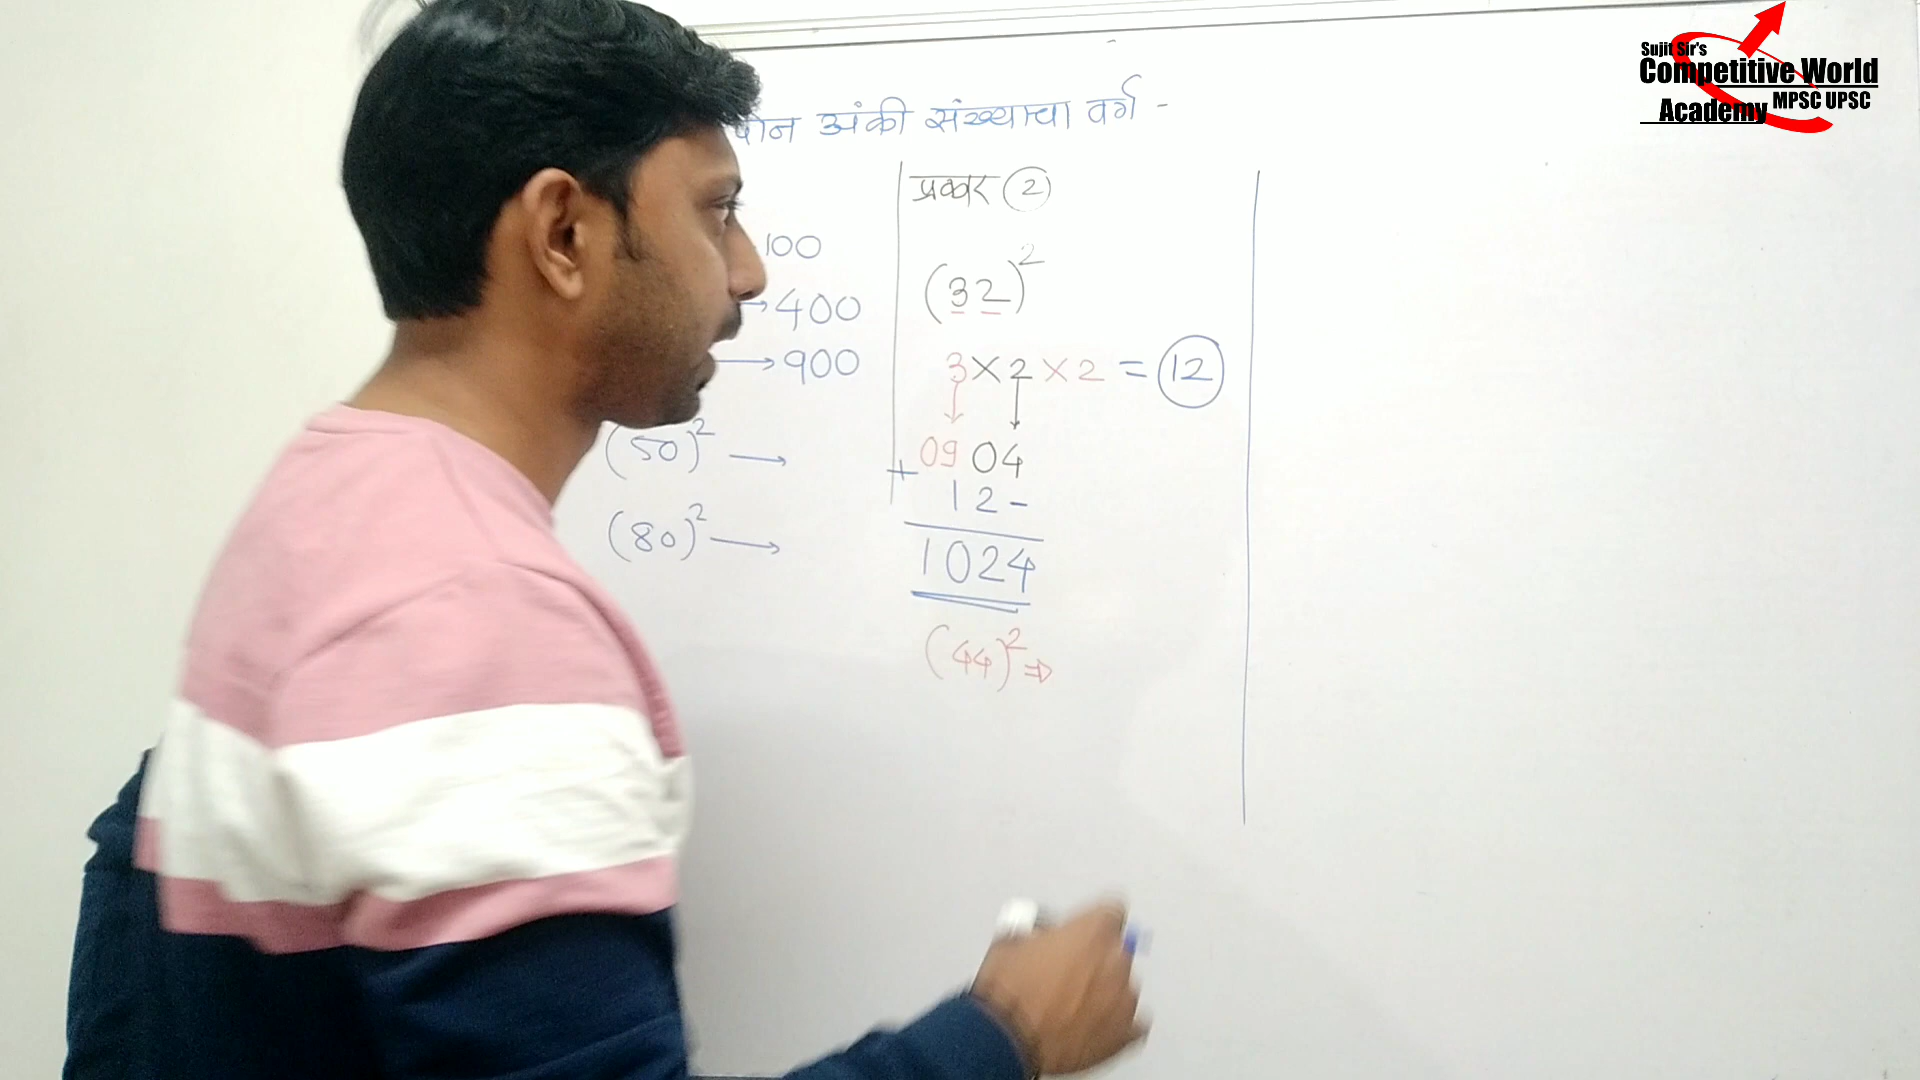 Sujit Sir's
Competitive World
Academy MPSC UPSC
दोन अंकी संख्याचा वर्ग -
100
→400
→900
(50)² →
(80)² →
प्रकार (2)
(32)²
3×2×2 = 12
09 04
+ 12-
1024
(44)² ⇒